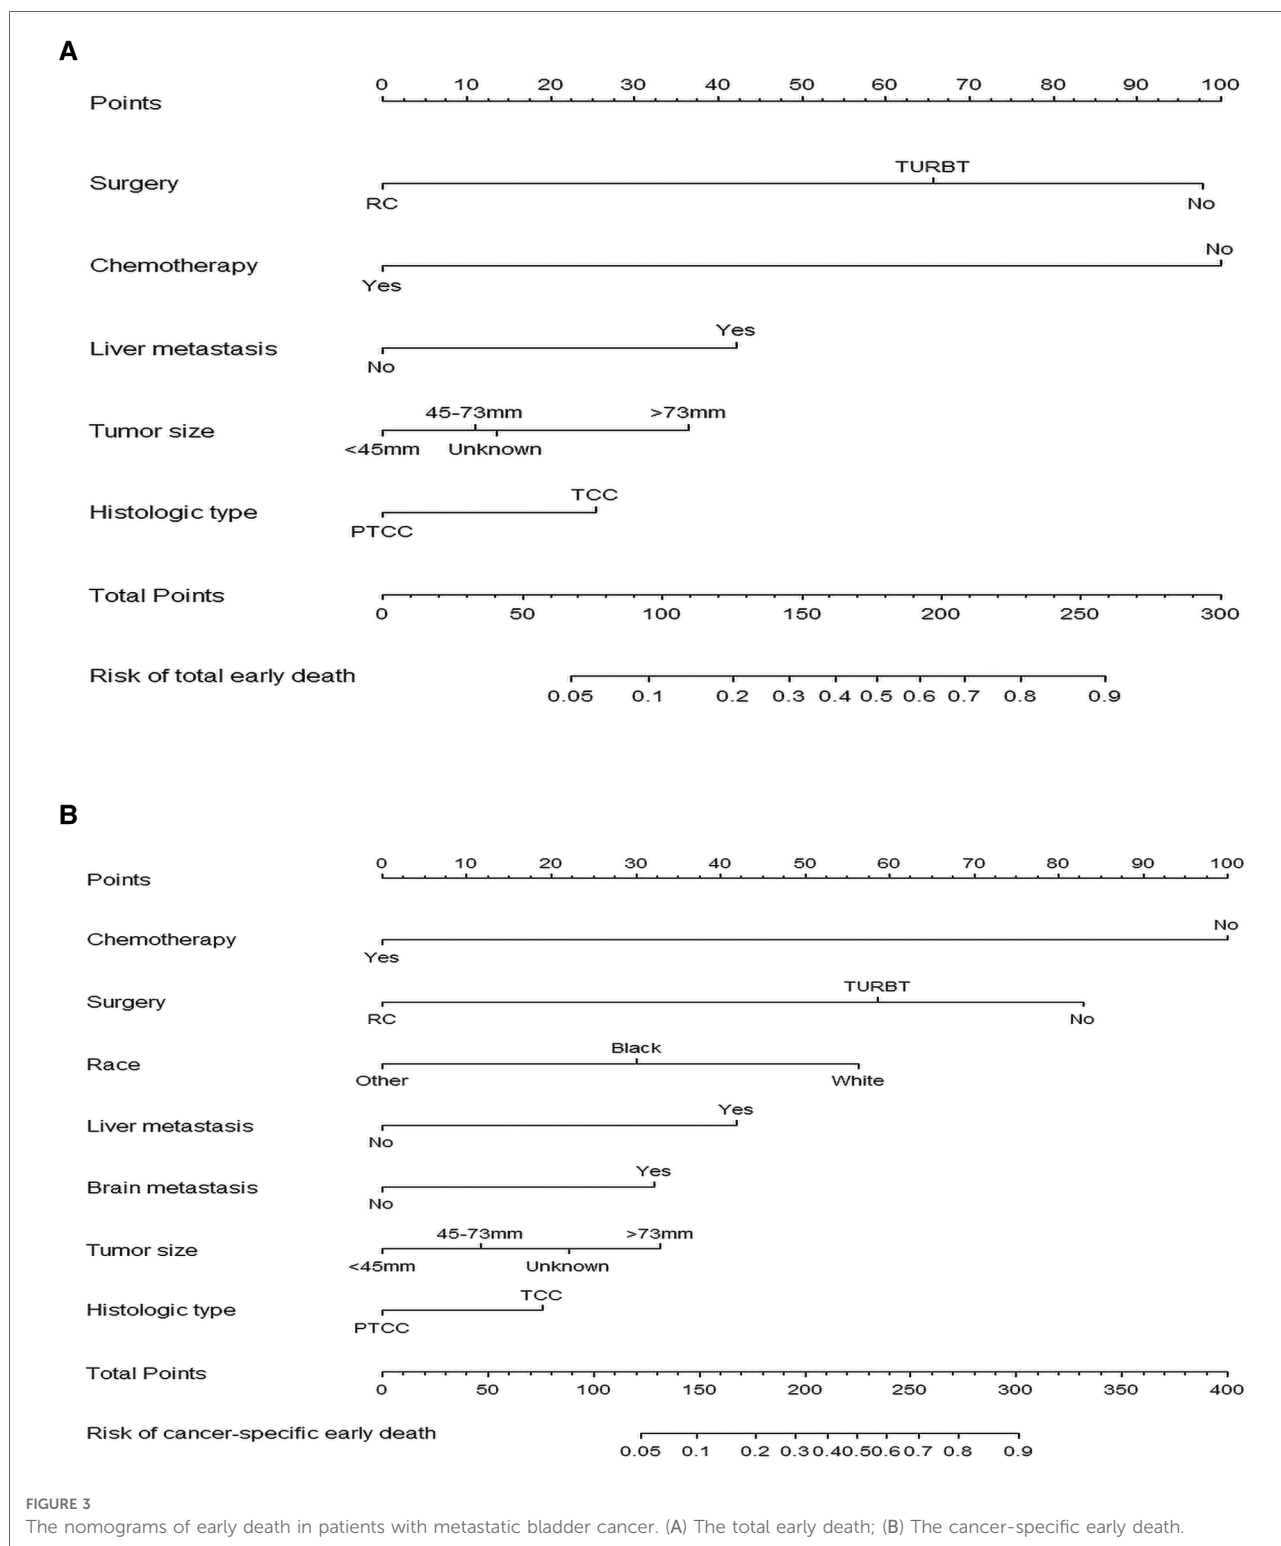 A
0 10 20 30 40 50 60 70 80 90 100
Points
TURBT
Surgery
RC No
No
Chemotherapy
Yes
Yes
Liver metastasis
No
45-73mm >73mm
Tumor size
<45mm Unknown
TCC
Histologic type
PTCC
Total Points
0 50 100 150 200 250 300
Risk of total early death
0.05 0.1 0.2 0.3 0.4 0.5 0.6 0.7 0.8 0.9
B
0 10 20 30 40 50 60 70 80 90 100
Points
No
Chemotherapy
Yes
TURBT
Surgery
RC No
Black
Race
Other White
Yes
Liver metastasis
No
Yes
Brain metastasis
No
45-73mm >73mm
Tumor size
<45mm Unknown
TCC
Histologic type
PTCC
Total Points
0 50 100 150 200 250 300 350 400
Risk of cancer-specific early death
0.05 0.1 0.2 0.3 0.4 0.5 0.6 0.7 0.8 0.9
FIGURE 3
The nomograms of early death in patients with metastatic bladder cancer. (A) The total early death; (B) The cancer-specific early death.